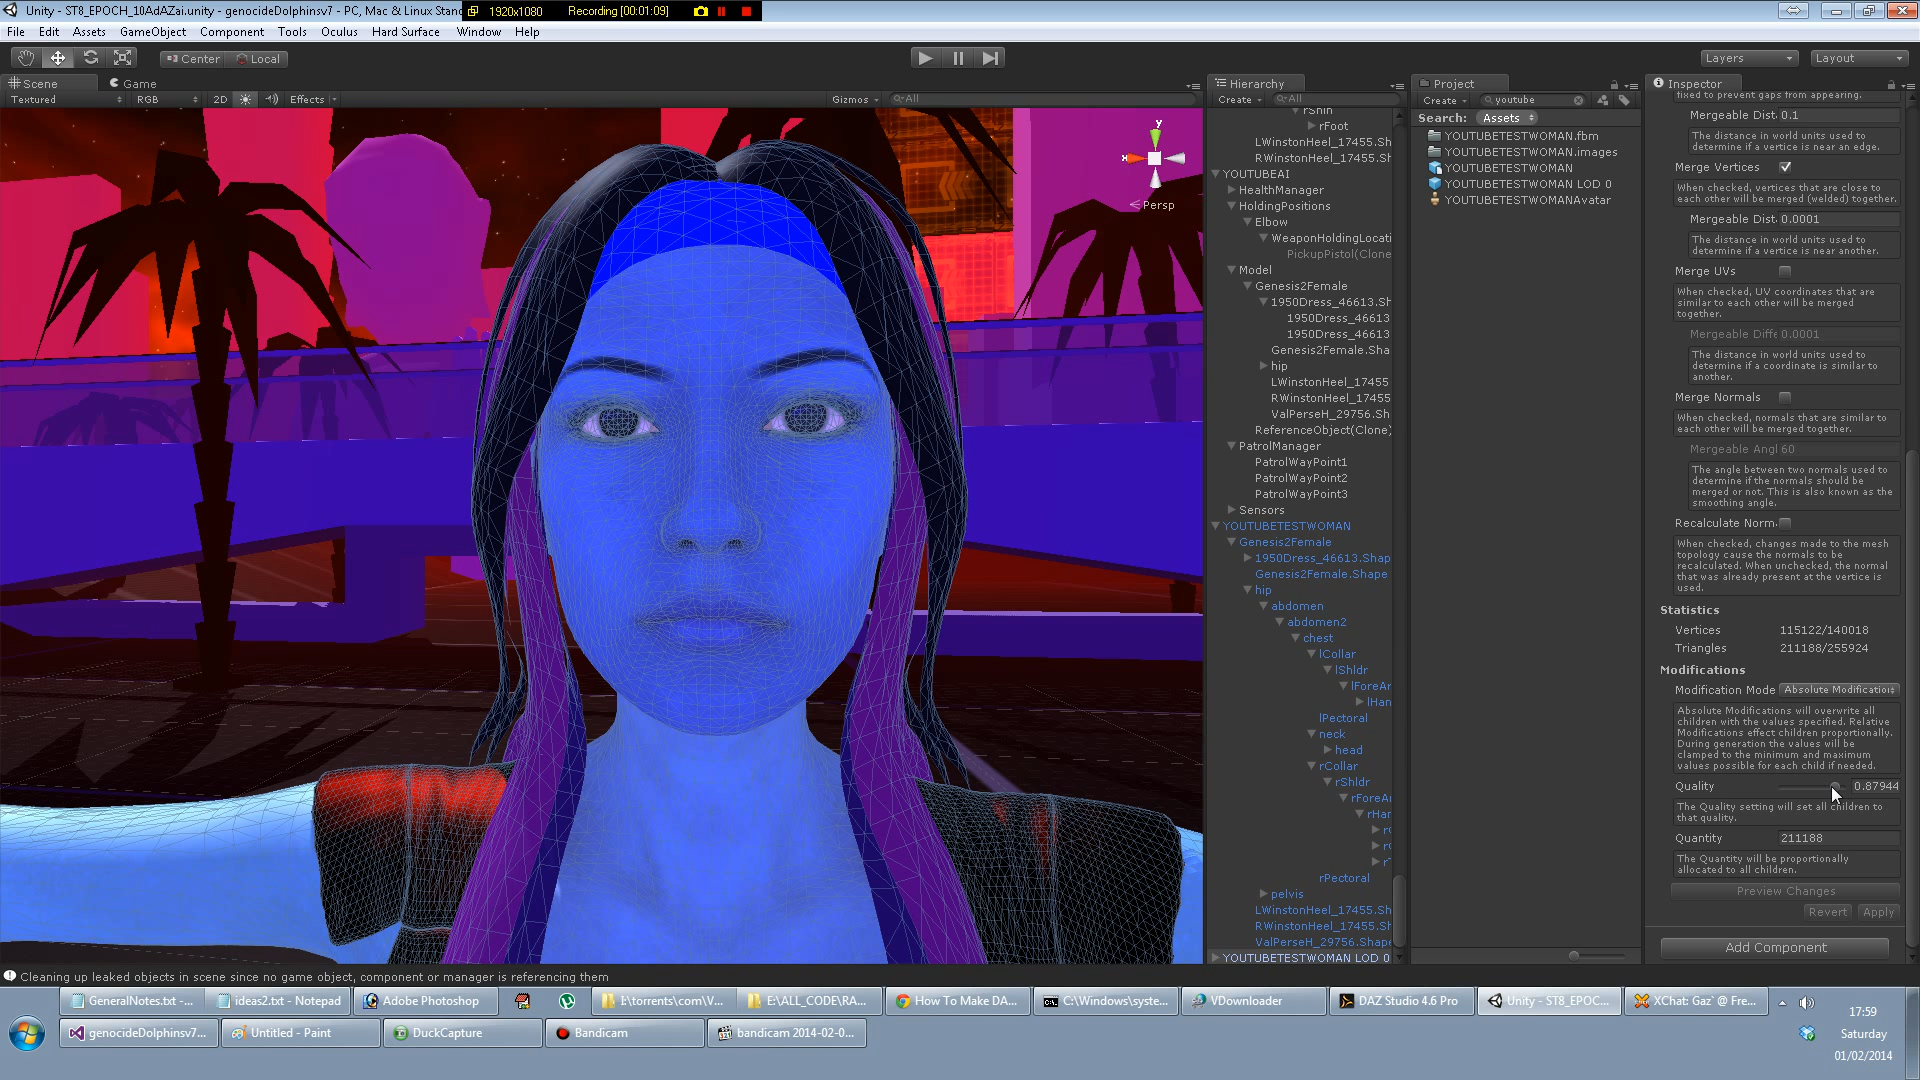 Unity - ST8_EPOCH_10AdAZai.unity - genocideDolphinsv7 - PC, Mac & Linux Stand
1920x1080 Recording [00:01:09]
File Edit Assets GameObject Component Tools Oculus Hard Surface Window Help
Center Local
Layers Layout
Scene Game
Textured RGB 2D Effects Gizmos All
y
x
Persp
Hierarchy
Create All
rShin
rFoot
LWinstonHeel_17455.Sh
RWinstonHeel_17455.Sh
YOUTUBEAI
HealthManager
HoldingPositions
Elbow
WeaponHoldingLocati
PickupPistol(Clone
Model
Genesis2Female
1950Dress_46613.Sh
1950Dress_46613
1950Dress_46613
Genesis2Female.Sha
hip
LWinstonHeel_17455
RWinstonHeel_17455
ValPerseH_29756.Sh
ReferenceObject(Clone)
PatrolManager
PatrolWayPoint1
PatrolWayPoint2
PatrolWayPoint3
Sensors
YOUTUBETESTWOMAN
Genesis2Female
1950Dress_46613.Shap
Genesis2Female.Shape
hip
abdomen
abdomen2
chest
lCollar
lShldr
lForeAr
lHan
lPectoral
neck
head
rCollar
rShldr
rForeAr
rHar
rPectoral
pelvis
LWinstonHeel_17455.Sh
RWinstonHeel_17455.Sh
ValPerseH_29756.Shape
YOUTUBETESTWOMAN LOD 0
Project
Create youtube
Search: Assets
YOUTUBETESTWOMAN.fbm
YOUTUBETESTWOMAN.images
YOUTUBETESTWOMAN
YOUTUBETESTWOMAN LOD 0
YOUTUBETESTWOMANAvatar
Inspector
fixed to prevent gaps from appearing.
Mergeable Dist 0.1
The distance in world units used to
determine if a vertex is near an edge.
Merge Vertices
When checked, vertices that are close to
each other will be merged (welded) together.
Mergeable Dist 0.0001
The distance in world units used to
determine if a vertex is near another.
Merge UVs
When checked, UV coordinates that are
similar to each other will be merged
together.
Mergeable Diffe 0.0001
The distance in world units used to
determine if a coordinate is similar to
another.
Merge Normals
When checked, normals that are similar to
each other will be merged together.
Mergeable Angl 60
The angle between two normals used to
determine if the normals should be
merged or not. This is also known as the
smoothing angle.
Recalculate Norm
When checked, changes made to the mesh
topology cause the normals to be
recalculated. When unchecked, the normal
that was already present at the vertice is
used.
Statistics
Vertices 115122/140018
Triangles 211188/255924
Modifications
Modification Mode Absolute Modification
Absolute Modifications will overwrite all
children with the values specified. Relative
Modifications effect children proportionally.
During generation the values will be
clamped to the minimum and maximum
values possible for each child if needed.
Quality 0.87944
The Quality setting will set all children to
that quality.
Quantity 211188
The Quantity will be proportionally
allocated to all children.
Preview Changes
Revert Apply
Add Component
Cleaning up leaked objects in scene since no game object, component or manager is referencing them
GeneralNotes.txt -... ideas2.txt - Notepad Adobe Photoshop I:\torrents\com\V... E:\ALL_CODE\RA... How To Make DA... C:\Windows\syste... VDownloader DAZ Studio 4.6 Pro Unity - ST8_EPOC... XChat: Gaz` @ Fre...
genocideDolphinsv7... Untitled - Paint DuckCapture Bandicam bandicam 2014-02-0...
17:59
Saturday
01/02/2014